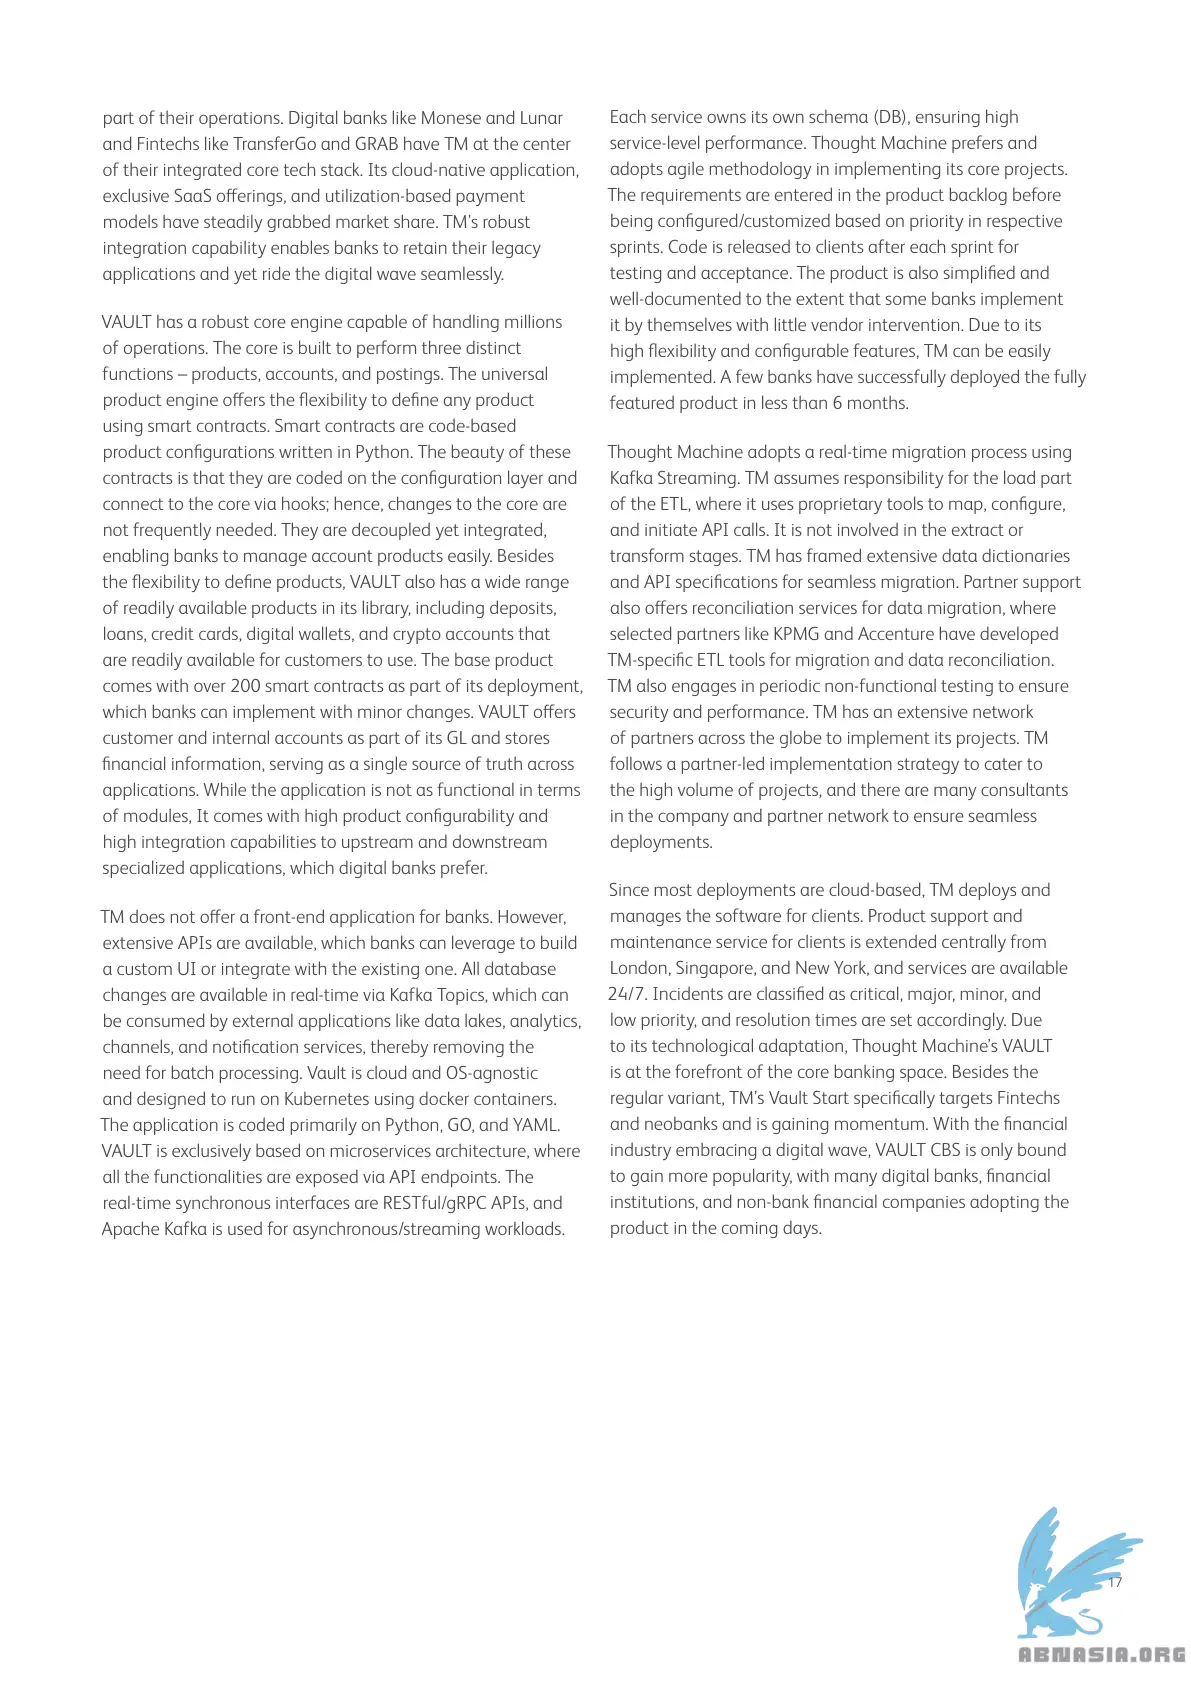 part of their operations. Digital banks like Monese and Lunar
and Fintechs like TransferGo and GRAB have TM at the center
of their integrated core tech stack. Its cloud-native application,
exclusive SaaS offerings, and utilization-based payment
models have steadily grabbed market share. TM’s robust
integration capability enables banks to retain their legacy
applications and yet ride the digital wave seamlessly.
VAULT has a robust core engine capable of handling millions
of operations. The core is built to perform three distinct
functions – products, accounts, and postings. The universal
product engine offers the flexibility to define any product
using smart contracts. Smart contracts are code-based
product configurations written in Python. The beauty of these
contracts is that they are coded on the configuration layer and
connect to the core via hooks; hence, changes to the core are
not frequently needed. They are decoupled yet integrated,
enabling banks to manage account products easily. Besides
the flexibility to define products, VAULT also has a wide range
of readily available products in its library, including deposits,
loans, credit cards, digital wallets, and crypto accounts that
are readily available for customers to use. The base product
comes with over 200 smart contracts as part of its deployment,
which banks can implement with minor changes. VAULT offers
customer and internal accounts as part of its GL and stores
financial information, serving as a single source of truth across
applications. While the application is not as functional in terms
of modules, It comes with high product configurability and
high integration capabilities to upstream and downstream
specialized applications, which digital banks prefer.
TM does not offer a front-end application for banks. However,
extensive APIs are available, which banks can leverage to build
a custom UI or integrate with the existing one. All database
changes are available in real-time via Kafka Topics, which can
be consumed by external applications like data lakes, analytics,
channels, and notification services, thereby removing the
need for batch processing. Vault is cloud and OS-agnostic
and designed to run on Kubernetes using docker containers.
The application is coded primarily on Python, GO, and YAML.
VAULT is exclusively based on microservices architecture, where
all the functionalities are exposed via API endpoints. The
real-time synchronous interfaces are RESTful/gRPC APIs, and
Apache Kafka is used for asynchronous/streaming workloads.
Each service owns its own schema (DB), ensuring high
service-level performance. Thought Machine prefers and
adopts agile methodology in implementing its core projects.
The requirements are entered in the product backlog before
being configured/customized based on priority in respective
sprints. Code is released to clients after each sprint for
testing and acceptance. The product is also simplified and
well-documented to the extent that some banks implement
it by themselves with little vendor intervention. Due to its
high flexibility and configurable features, TM can be easily
implemented. A few banks have successfully deployed the fully
featured product in less than 6 months.
Thought Machine adopts a real-time migration process using
Kafka Streaming. TM assumes responsibility for the load part
of the ETL, where it uses proprietary tools to map, configure,
and initiate API calls. It is not involved in the extract or
transform stages. TM has framed extensive data dictionaries
and API specifications for seamless migration. Partner support
also offers reconciliation services for data migration, where
selected partners like KPMG and Accenture have developed
TM-specific ETL tools for migration and data reconciliation.
TM also engages in periodic non-functional testing to ensure
security and performance. TM has an extensive network
of partners across the globe to implement its projects. TM
follows a partner-led implementation strategy to cater to
the high volume of projects, and there are many consultants
in the company and partner network to ensure seamless
deployments.
Since most deployments are cloud-based, TM deploys and
manages the software for clients. Product support and
maintenance service for clients is extended centrally from
London, Singapore, and New York, and services are available
24/7. Incidents are classified as critical, major, minor, and
low priority, and resolution times are set accordingly. Due
to its technological adaptation, Thought Machine’s VAULT
is at the forefront of the core banking space. Besides the
regular variant, TM’s Vault Start specifically targets Fintechs
and neobanks and is gaining momentum. With the financial
industry embracing a digital wave, VAULT CBS is only bound
to gain more popularity, with many digital banks, financial
institutions, and non-bank financial companies adopting the
product in the coming days.
17
ABNASIA.ORG